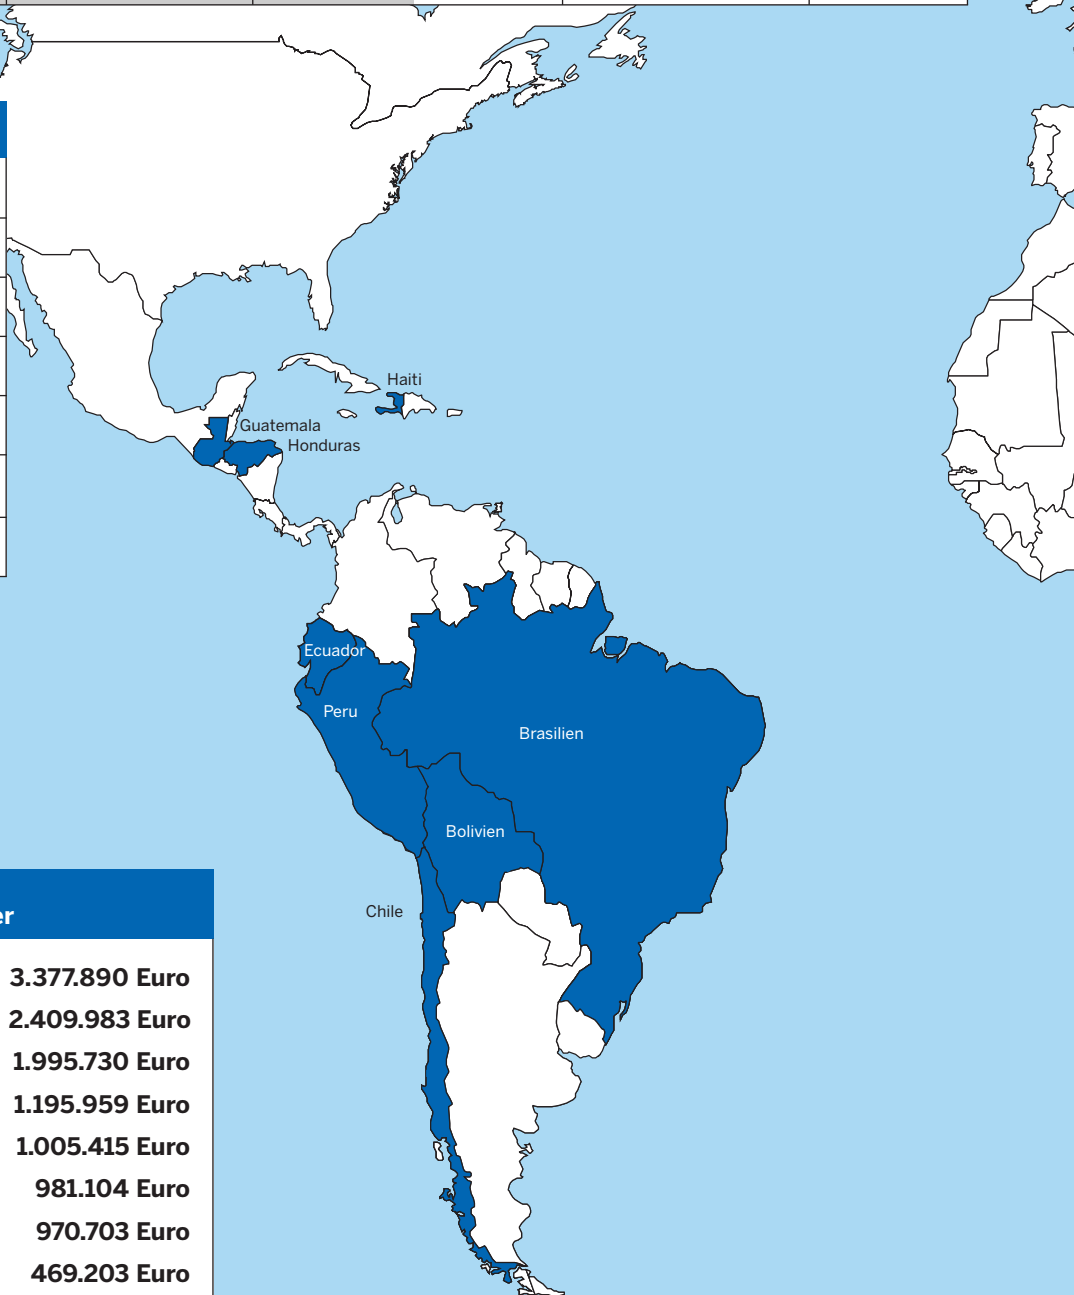 Haiti
Guatemala
Honduras
Ecuador
Peru
Brasilien
Bolivien
Chile
er
3.377.890 Euro
2.409.983 Euro
1.995.730 Euro
1.195.959 Euro
1.005.415 Euro
981.104 Euro
970.703 Euro
469.203 Euro